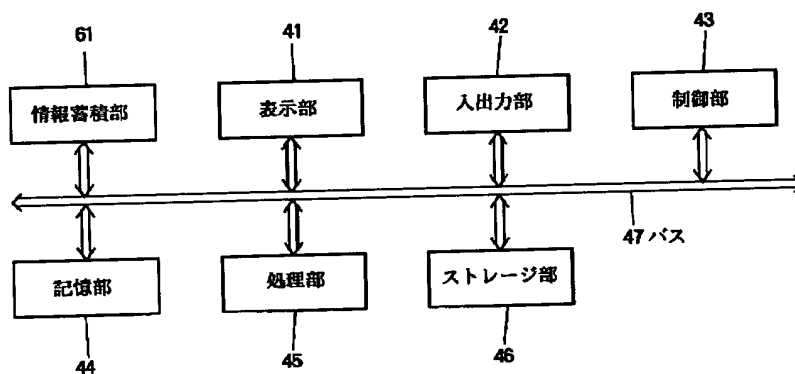 61
41
42
43
情報蓄積部
表示部
入出力部
制御部
47 バス
記憶部
処理部
ストレージ部
44
45
46